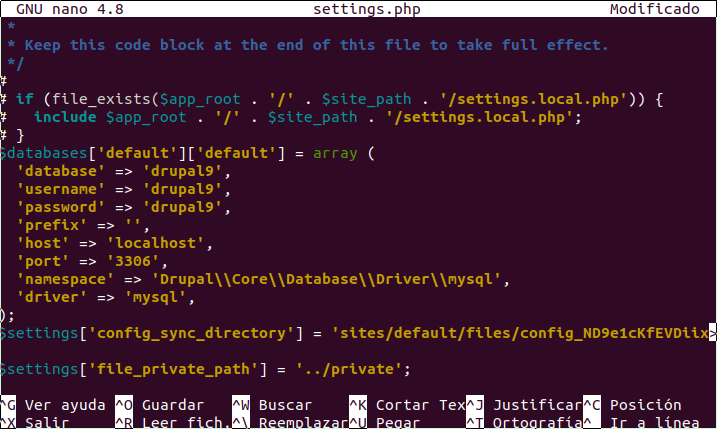 GNU nano 4.8 settings.php Modificado
*
* Keep this code block at the end of this file to take full effect.
*/
#
# if (file_exists($app_root . '/' . $site_path . '/settings.local.php')) {
#   include $app_root . '/' . $site_path . '/settings.local.php';
# }
$databases['default']['default'] = array (
  'database' => 'drupal9',
  'username' => 'drupal9',
  'password' => 'drupal9',
  'prefix' => '',
  'host' => 'localhost',
  'port' => '3306',
  'namespace' => 'Drupal\\Core\\Database\\Driver\\mysql',
  'driver' => 'mysql',
);
$settings['config_sync_directory'] = 'sites/default/files/config_ND9e1cKfEVDiix>
$settings['file_private_path'] = '../private';
^G Ver ayuda ^O Guardar ^W Buscar ^K Cortar Tex ^J Justificar ^C Posición
^X Salir ^R Leer fich. ^\ Reemplazar ^U Pegar ^T Ortografía ^_ Ir a línea